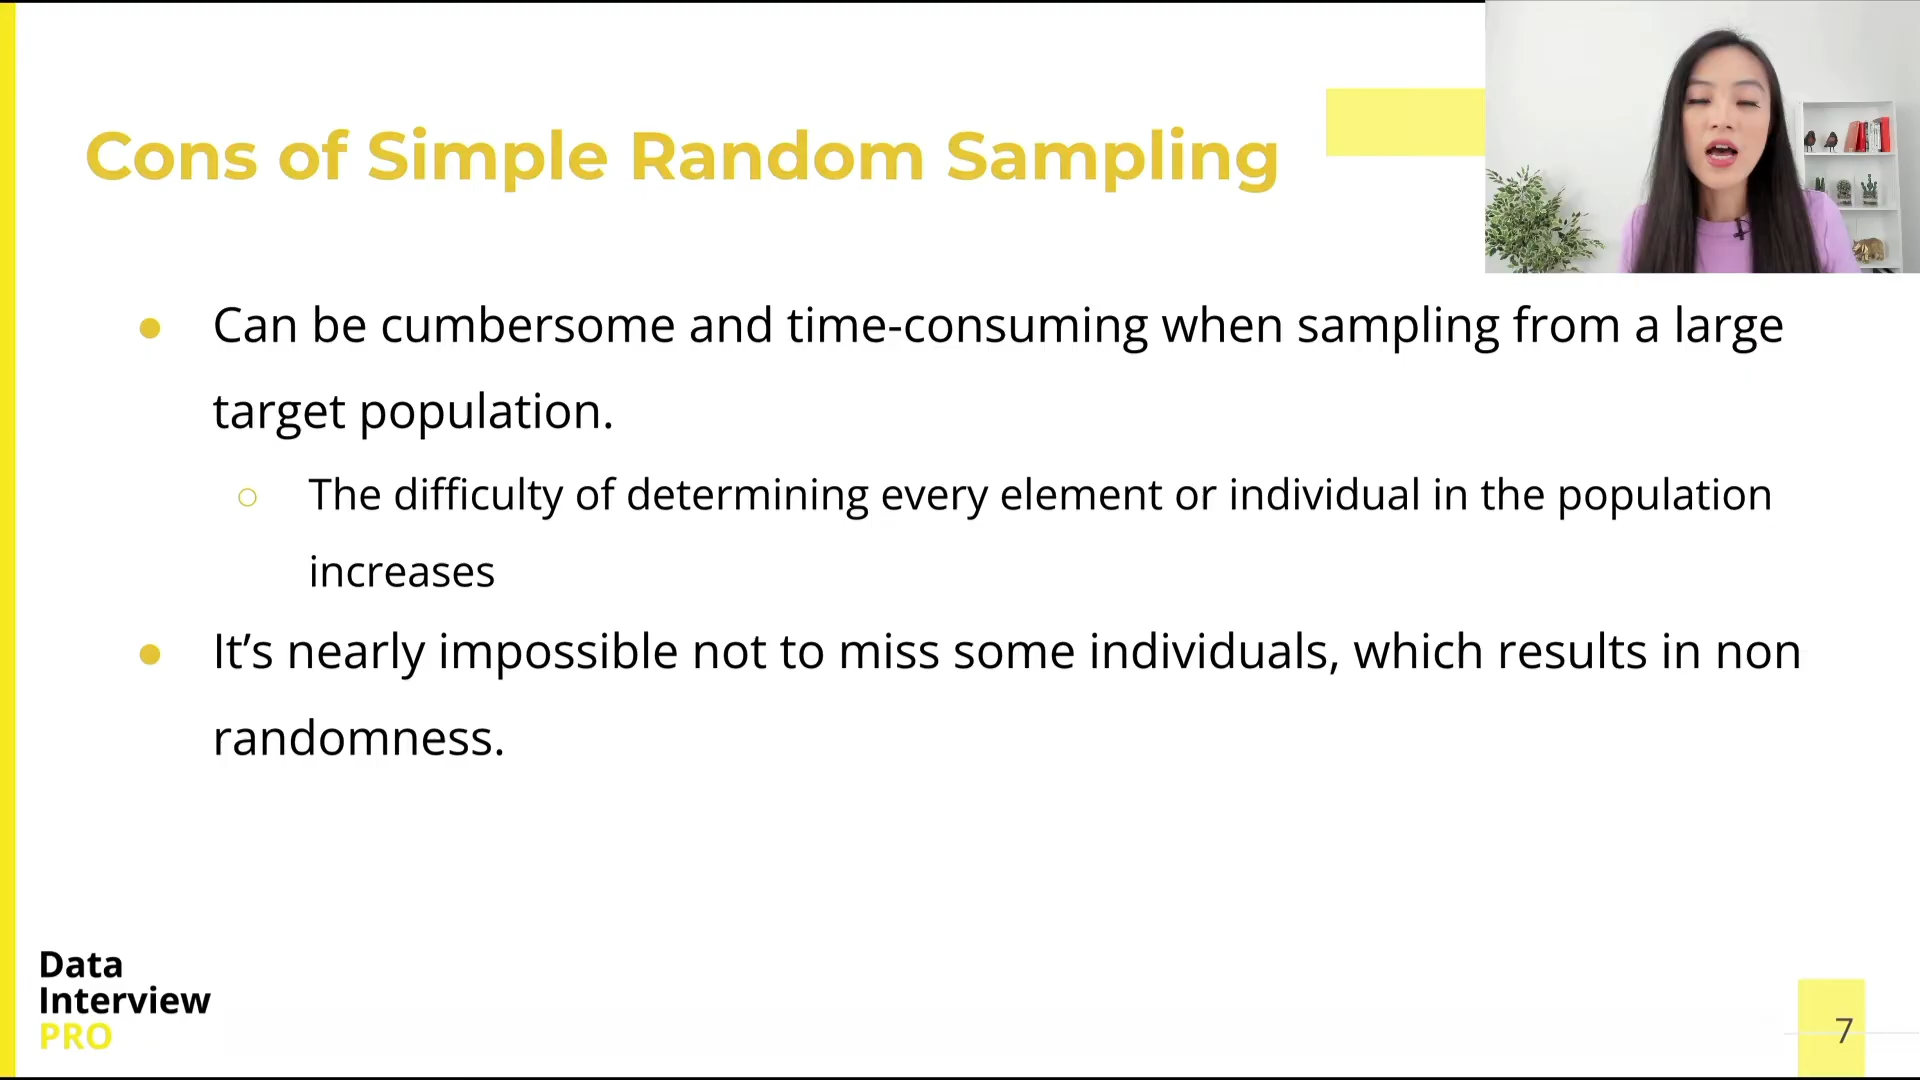 Cons of Simple Random Sampling
● Can be cumbersome and time-consuming when sampling from a large
target population.
○ The difficulty of determining every element or individual in the population
increases
● It’s nearly impossible not to miss some individuals, which results in non
randomness.
Data
Interview
PRO
7